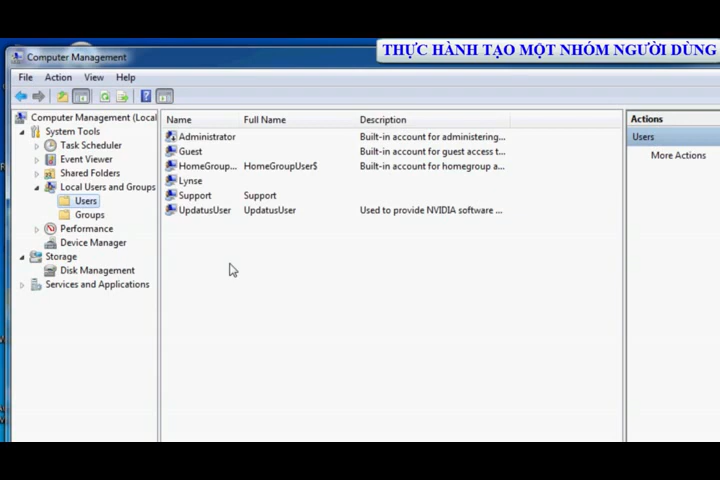 THỰC HÀNH TẠO MỘT NHÓM NGƯỜI DÙNG
Computer Management
File Action View Help
Computer Management (Local
System Tools
Task Scheduler
Event Viewer
Shared Folders
Local Users and Groups
Users
Groups
Performance
Device Manager
Storage
Disk Management
Services and Applications
Name Full Name Description
Administrator Built-in account for administering...
Guest Built-in account for guest access t...
HomeGroup... HomeGroupUser$ Built-in account for homegroup a...
Lynse
Support Support
UpdatusUser UpdatusUser Used to provide NVIDIA software ...
Actions
Users
More Actions